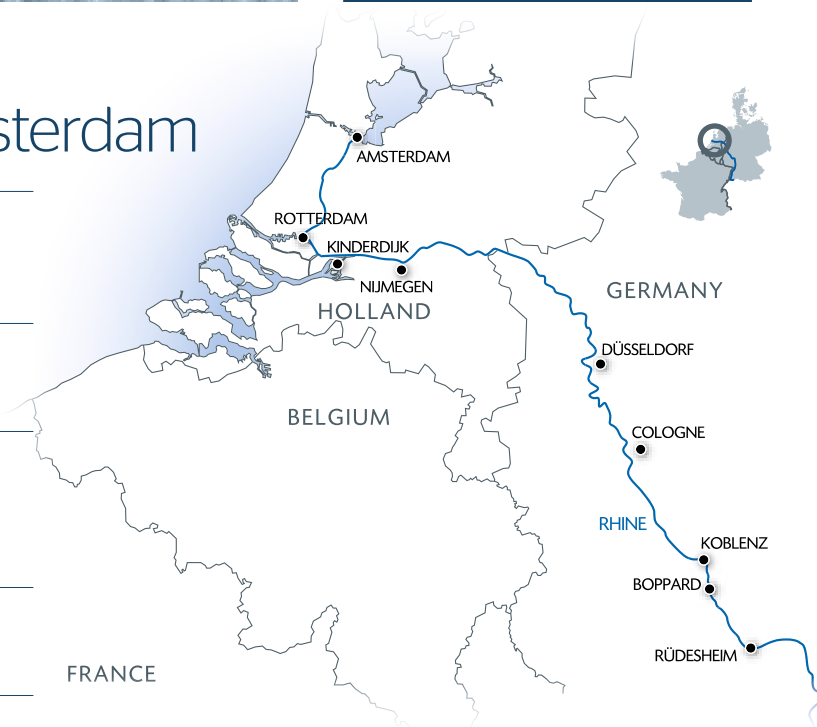 sterdam
AMSTERDAM
ROTTERDAM
KINDERDIJK
NIJMEGEN
HOLLAND
GERMANY
DÜSSELDORF
BELGIUM
COLOGNE
RHINE
KOBLENZ
BOPPARD
RÜDESHEIM
FRANCE